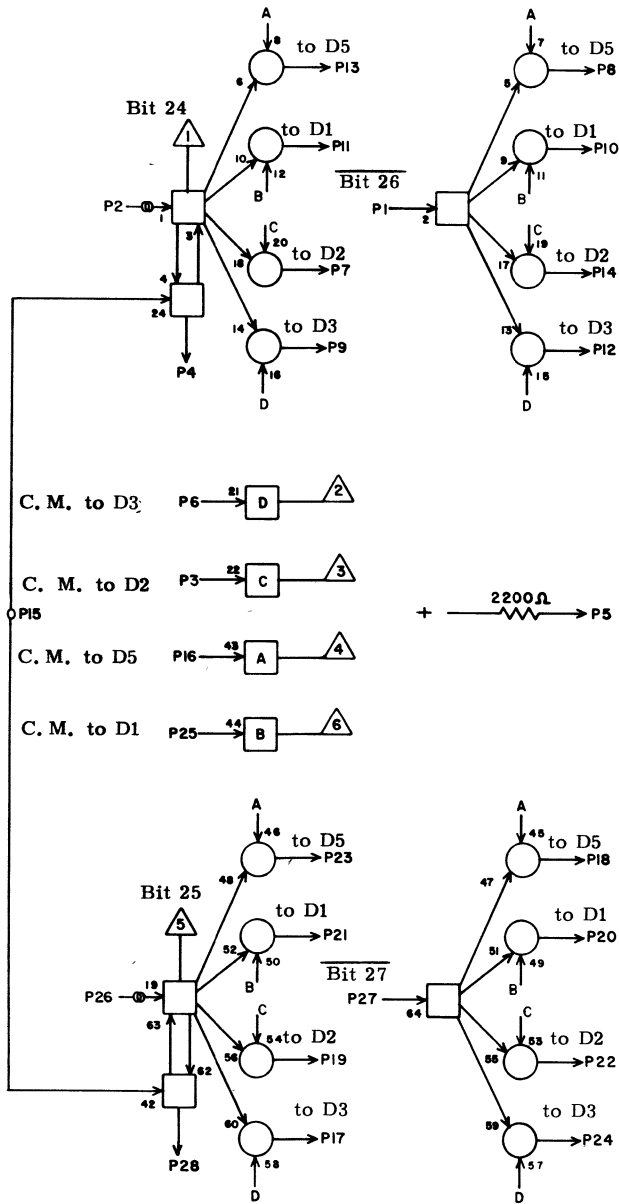 A A
8 to D5 7 to D5
6 P13 5 P8
Bit 24
1 to D1 to D1
10 P11 9 P10
12 11
B Bit 26 B
P2 1 3 P1 2
C 20 C 19
4 18 to D2 17 to D2
P7 P14
24 14 to D3 13 to D3
P9 P12
P4 16 15
D D
C. M. to D3 P6 21 D 2
C. M. to D2 P3 22 C 3
P15 + 2200Ω P5
C. M. to D5 P16 43 A 4
C. M. to D1 P25 44 B 6
A A
46 to D5 45 to D5
48 P23 47 P18
Bit 25
5 to D1 to D1
52 P21 51 P20
50 49
B Bit 27 B
P26 19 P27 64
63 C C
54 to D2 53 to D2
62 56 P19 55 P22
42 60 to D3 59 to D3
P17 P24
P28 58 57
D D